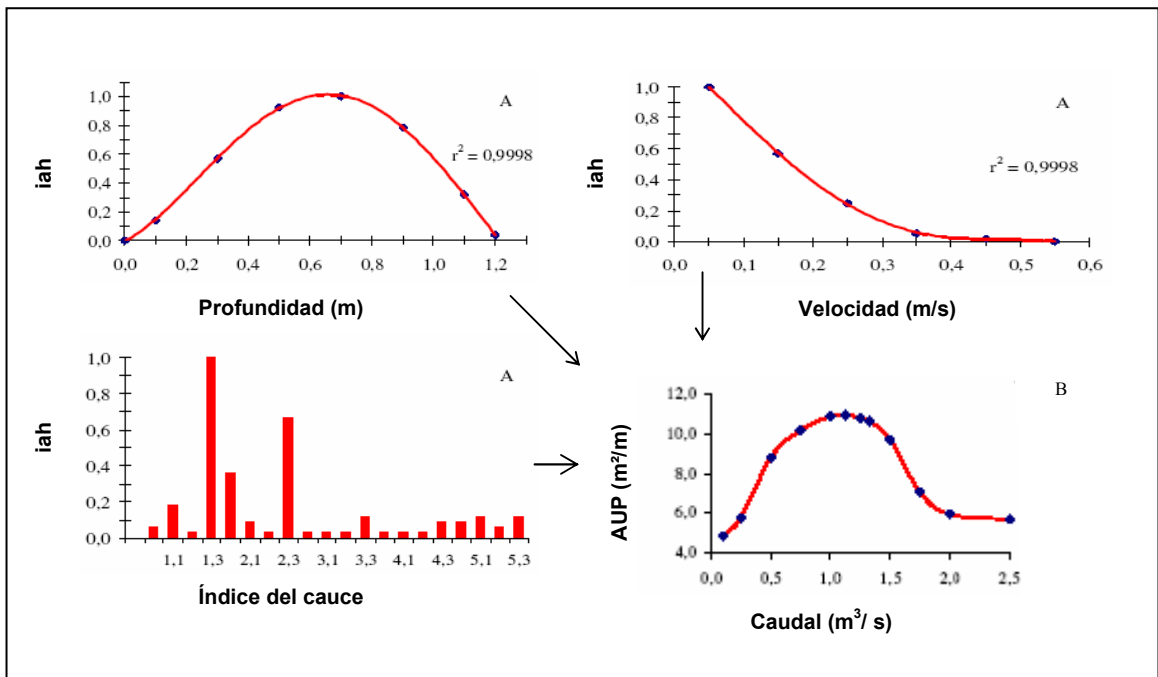 iah
1,0
0,8
0,6
0,4
0,2
0,0
A
r² = 0,9998
0,0 0,2 0,4 0,6 0,8 1,0 1,2
Profundidad (m)
iah
1,0
0,8
0,6
0,4
0,2
0,0
A
r² = 0,9998
0,0 0,1 0,2 0,3 0,4 0,5 0,6
Velocidad (m/s)
iah
1,0
0,8
0,6
0,4
0,2
0,0
A
1,1 1,3 2,1 2,3 3,1 3,3 4,1 4,3 5,1 5,3
Índice del cauce
AUP (m²/m)
12,0
10,0
8,0
6,0
4,0
B
0,0 0,5 1,0 1,5 2,0 2,5
Caudal (m³/ s)